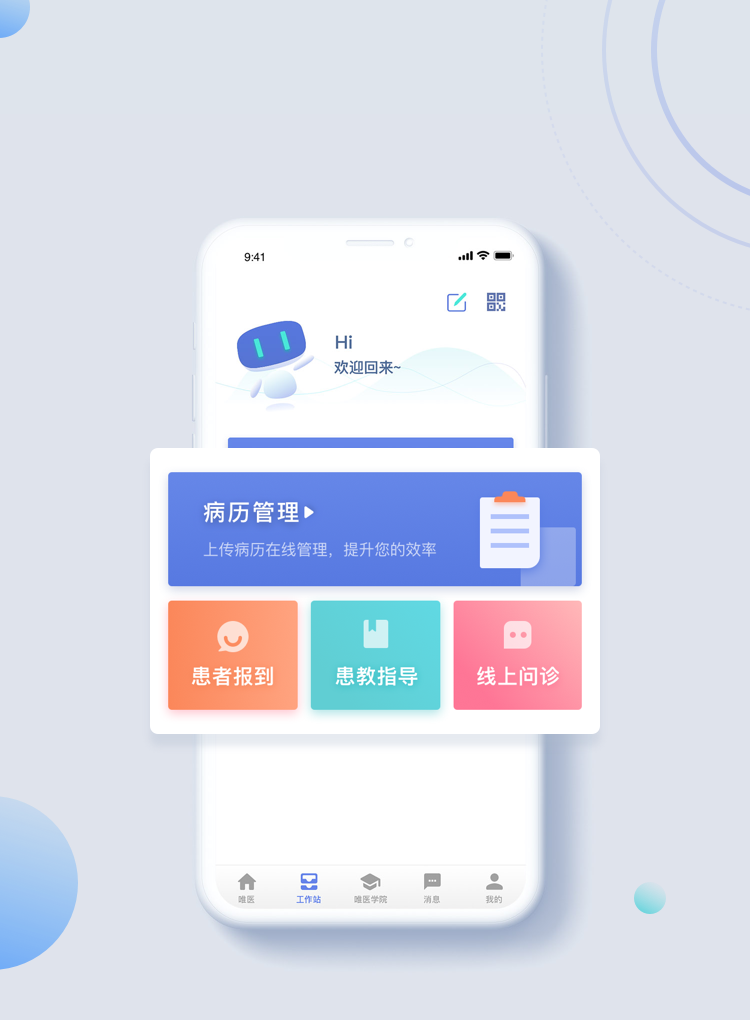 9:41
Hi
欢迎回来~
病历管理
上传病历在线管理，提升您的效率
患者报到
患教指导
线上问诊
唯医
工作站
唯医学院
消息
我的